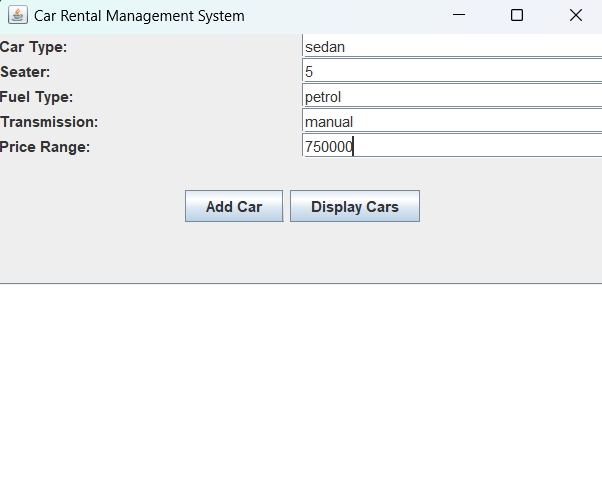 Car Rental Management System
Car Type: sedan
Seater: 5
Fuel Type: petrol
Transmission: manual
Price Range: 750000
Add Car Display Cars